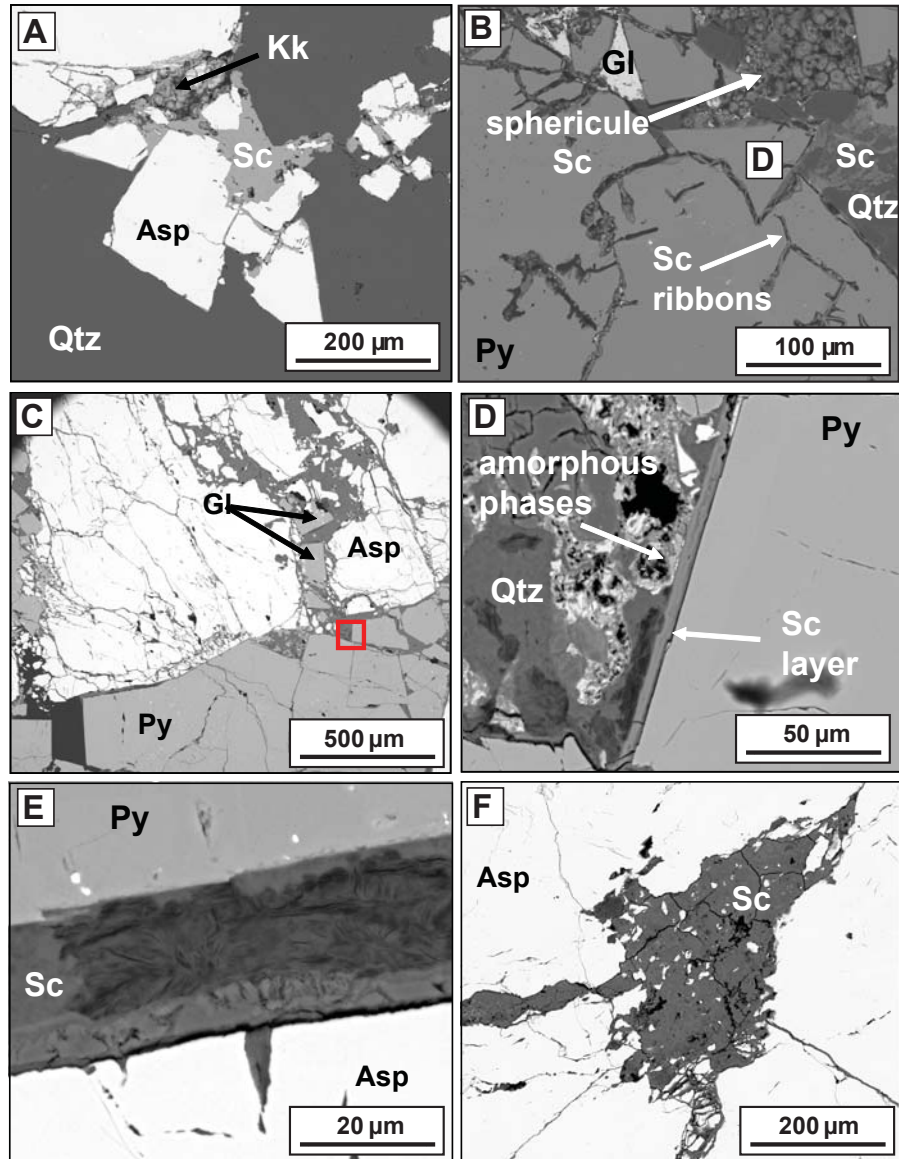 A
Kk
Sc
Asp
Qtz
200 µm
B
Gl
sphericule
Sc
D
Sc
Qtz
Sc
ribbons
Py
100 µm
C
Gl
Asp
Py
500 µm
D
Py
amorphous
phases
Qtz
Sc
layer
50 µm
E
Py
Sc
Asp
20 µm
F
Asp
Sc
200 µm